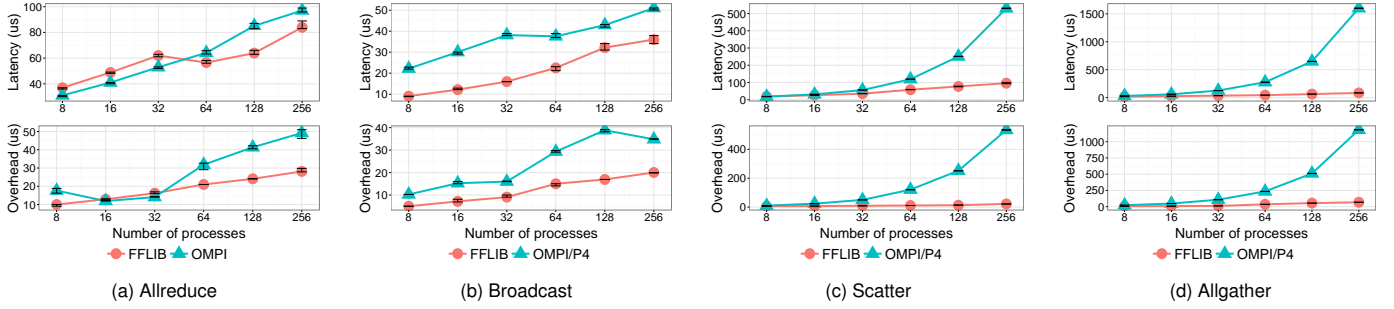 Latency (us)
100
80
60
40
8 16 32 64 128 256
Overhead (us)
50
40
30
20
10
8 16 32 64 128 256
Number of processes
FFLIB OMPI
(a) Allreduce
Latency (us)
50
40
30
20
10
8 16 32 64 128 256
Overhead (us)
40
30
20
10
8 16 32 64 128 256
Number of processes
FFLIB OMPI/P4
(b) Broadcast
Latency (us)
500
400
300
200
100
0
8 16 32 64 128 256
Overhead (us)
400
200
0
8 16 32 64 128 256
Number of processes
FFLIB OMPI/P4
(c) Scatter
Latency (us)
1500
1000
500
0
8 16 32 64 128 256
Overhead (us)
1000
750
500
250
0
8 16 32 64 128 256
Number of processes
FFLIB OMPI/P4
(d) Allgather